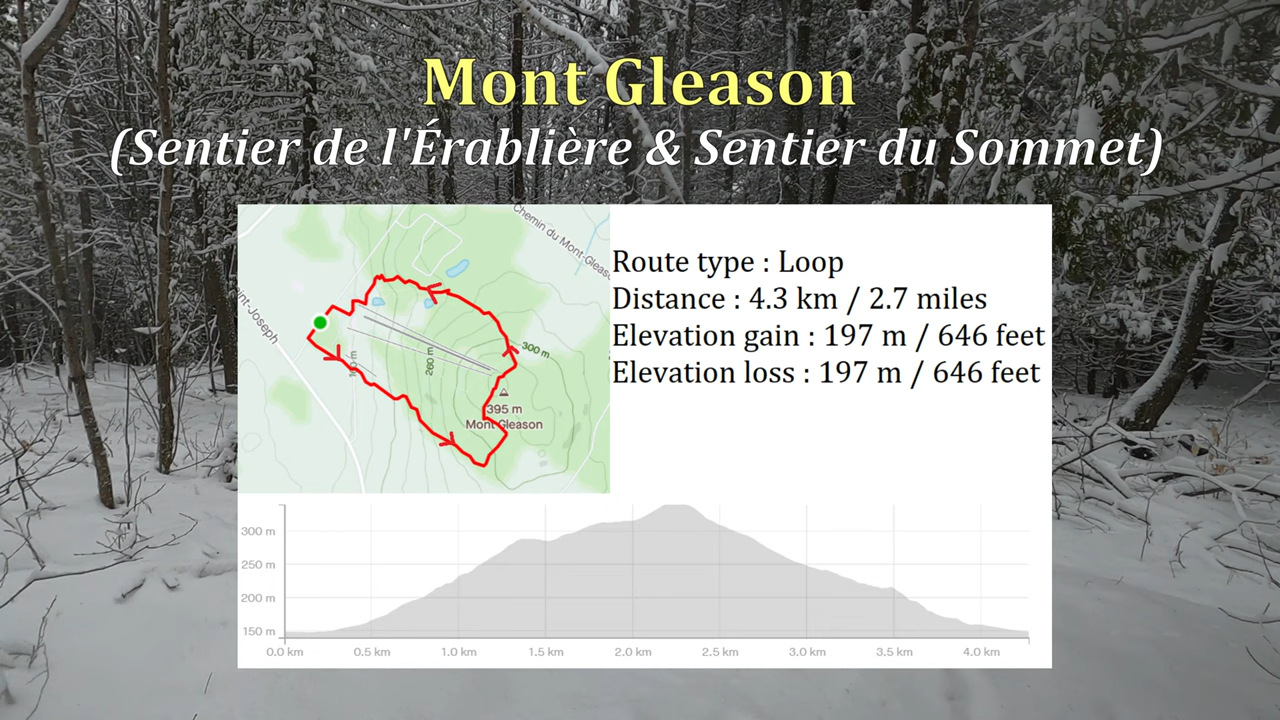 Mont Gleason
(Sentier de l'Érablière & Sentier du Sommet)
Chemin du Mont-Gleaso
int-Joseph
300 m
260 m
395 m
Mont Gleason
Route type : Loop
Distance : 4.3 km / 2.7 miles
Elevation gain : 197 m / 646 feet
Elevation loss : 197 m / 646 feet
300 m
250 m
200 m
150 m
0.0 km 0.5 km 1.0 km 1.5 km 2.0 km 2.5 km 3.0 km 3.5 km 4.0 km